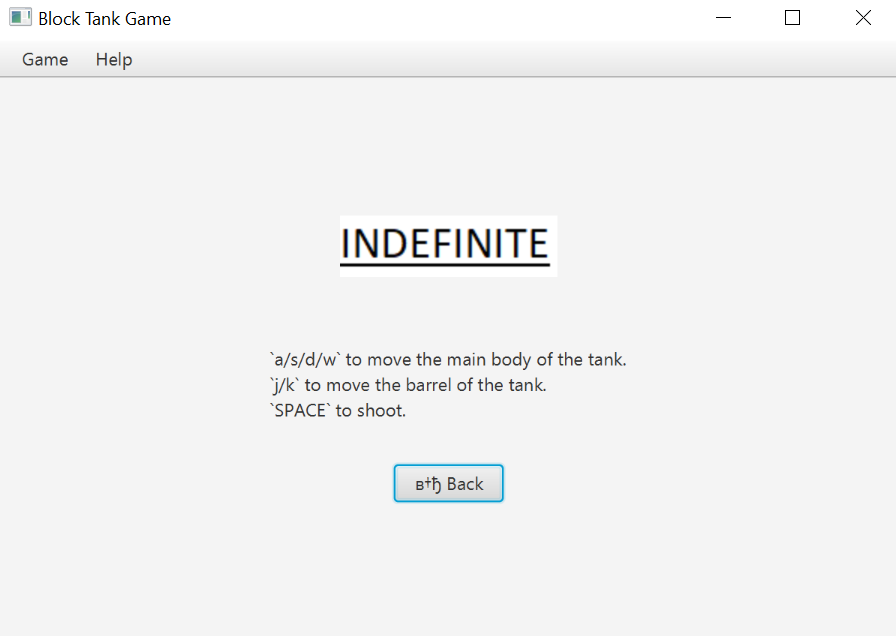 Block Tank Game
Game Help
INDEFINITE
`a/s/d/w` to move the main body of the tank.
`j/k` to move the barrel of the tank.
`SPACE` to shoot.
в†ђ Back